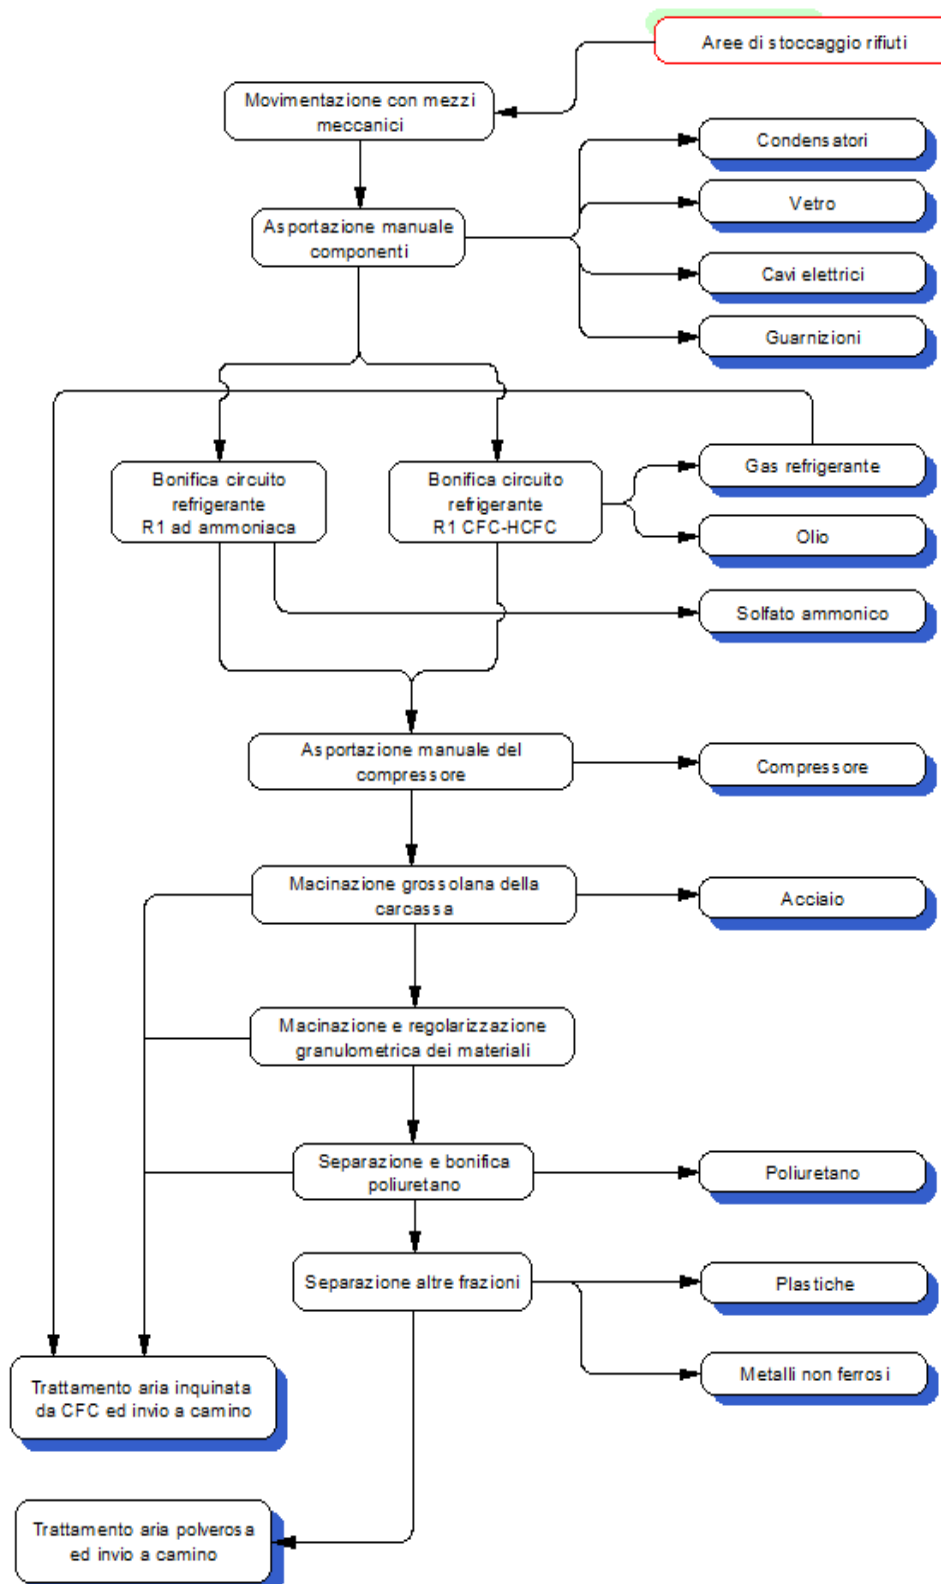 Aree di stoccaggio rifiuti
Movimentazione con mezzi
meccanici
Condensatori
Vetro
Asportazione manuale
componenti
Cavi elettrici
Guarnizioni
Bonifica circuito
refrigerante
R1 ad ammoniaca
Bonifica circuito
refrigerante
R1 CFC-HCFC
Gas refrigerante
Olio
Solfato ammonico
Asportazione manuale del
compressore
Compressore
Macinazione grossolana della
carcassa
Acciaio
Macinazione e regolarizzazione
granulometrica dei materiali
Separazione e bonifica
poliuretano
Poliuretano
Separazione altre frazioni
Plastiche
Metalli non ferrosi
Trattamento aria inquinata
da CFC ed invio a camino
Trattamento aria polverosa
ed invio a camino